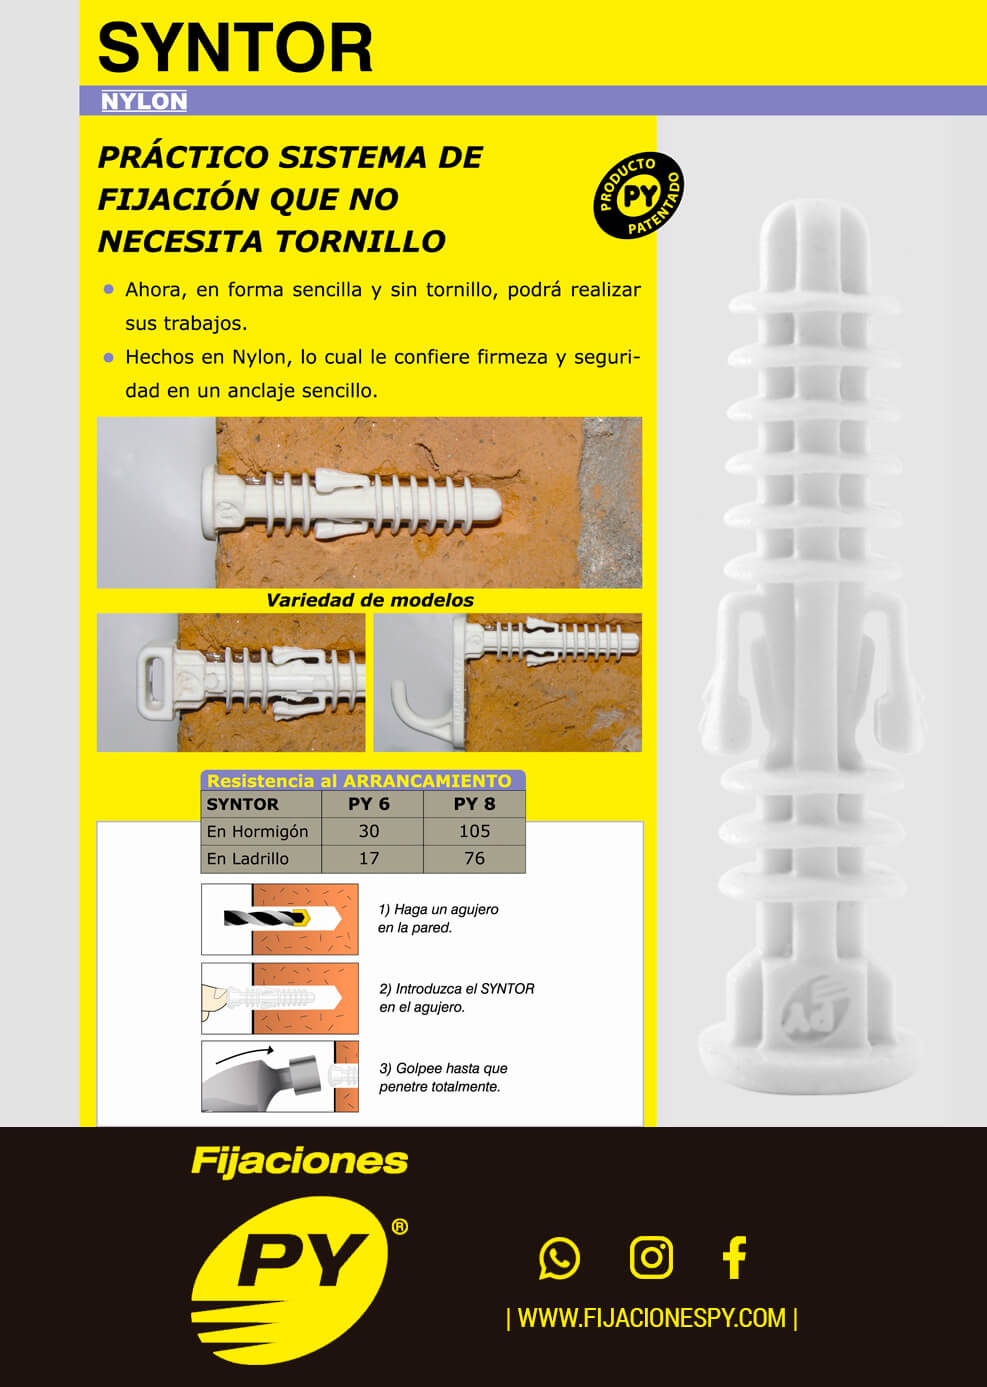 SYNTOR
NYLON
PRÁCTICO SISTEMA DE
FIJACIÓN QUE NO
NECESITA TORNILLO
PRODUCTO
PY
PATENTADO
Ahora, en forma sencilla y sin tornillo, podrá realizar
sus trabajos.
Hechos en Nylon, lo cual le confiere firmeza y seguri-
dad en un anclaje sencillo.
Variedad de modelos
Resistencia al ARRANCAMIENTO
SYNTOR PY 6 PY 8
En Hormigón 30 105
En Ladrillo 17 76
1) Haga un agujero
en la pared.
2) Introduzca el SYNTOR
en el agujero.
3) Golpee hasta que
penetre totalmente.
PY
Fijaciones
PY ®
| WWW.FIJACIONESPY.COM |